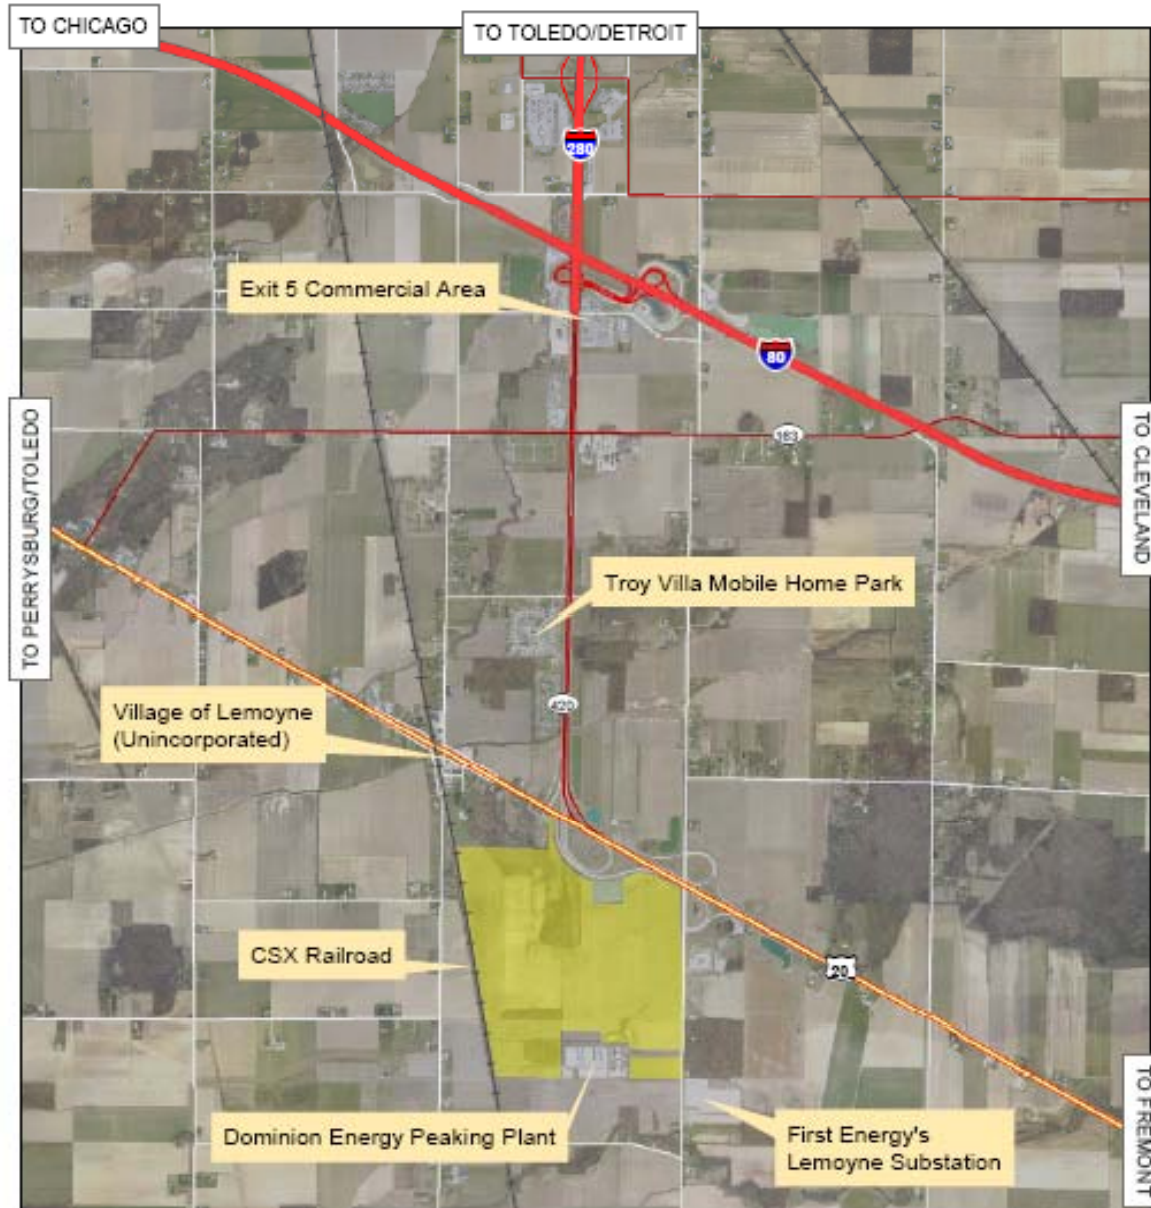 TO CHICAGO
TO TOLEDO/DETROIT
280
Exit 5 Commercial Area
80
TO PERRYSBURG/TOLEDO
163
TO CLEVELAND
Troy Villa Mobile Home Park
420
Village of Lemoyne
(Unincorporated)
CSX Railroad
20
Dominion Energy Peaking Plant
First Energy's
Lemoyne Substation
TO FREMONT